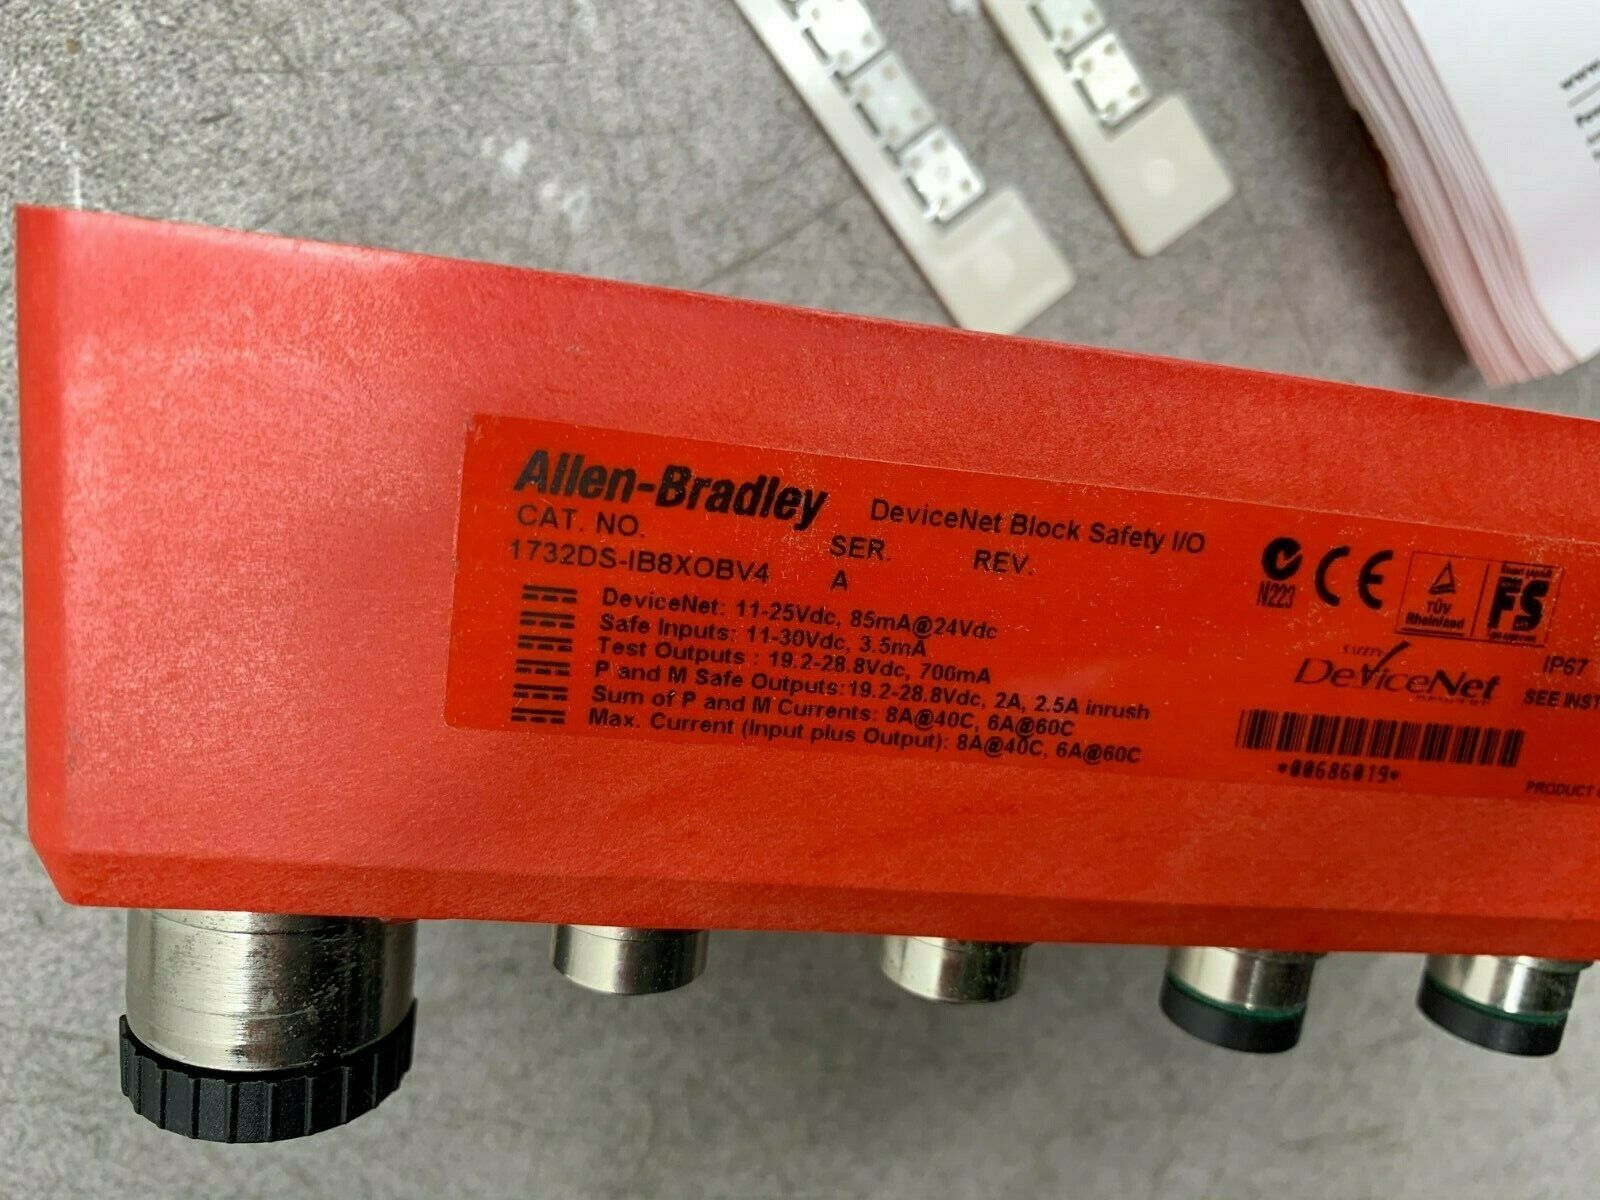 Allen-Bradley DeviceNet Block Safety I/O
CAT. NO. SER. REV.
1732DS-IB8XOBV4 A
DeviceNet: 11-25Vdc, 85mA@24Vdc
Safe Inputs: 11-30Vdc, 3.5mA
Test Outputs : 19.2-28.8Vdc, 700mA
P and M Safe Outputs:19.2-28.8Vdc, 2A, 2.5A inrush
Sum of P and M Currents: 8A@40C, 6A@60C
Max. Current (Input plus Output): 8A@40C, 6A@60C
N223
CE
TÜV
Rheinland
FS
SAFETY
DeviceNet
IP67
SEE INST
*00686019*
PRODUCT